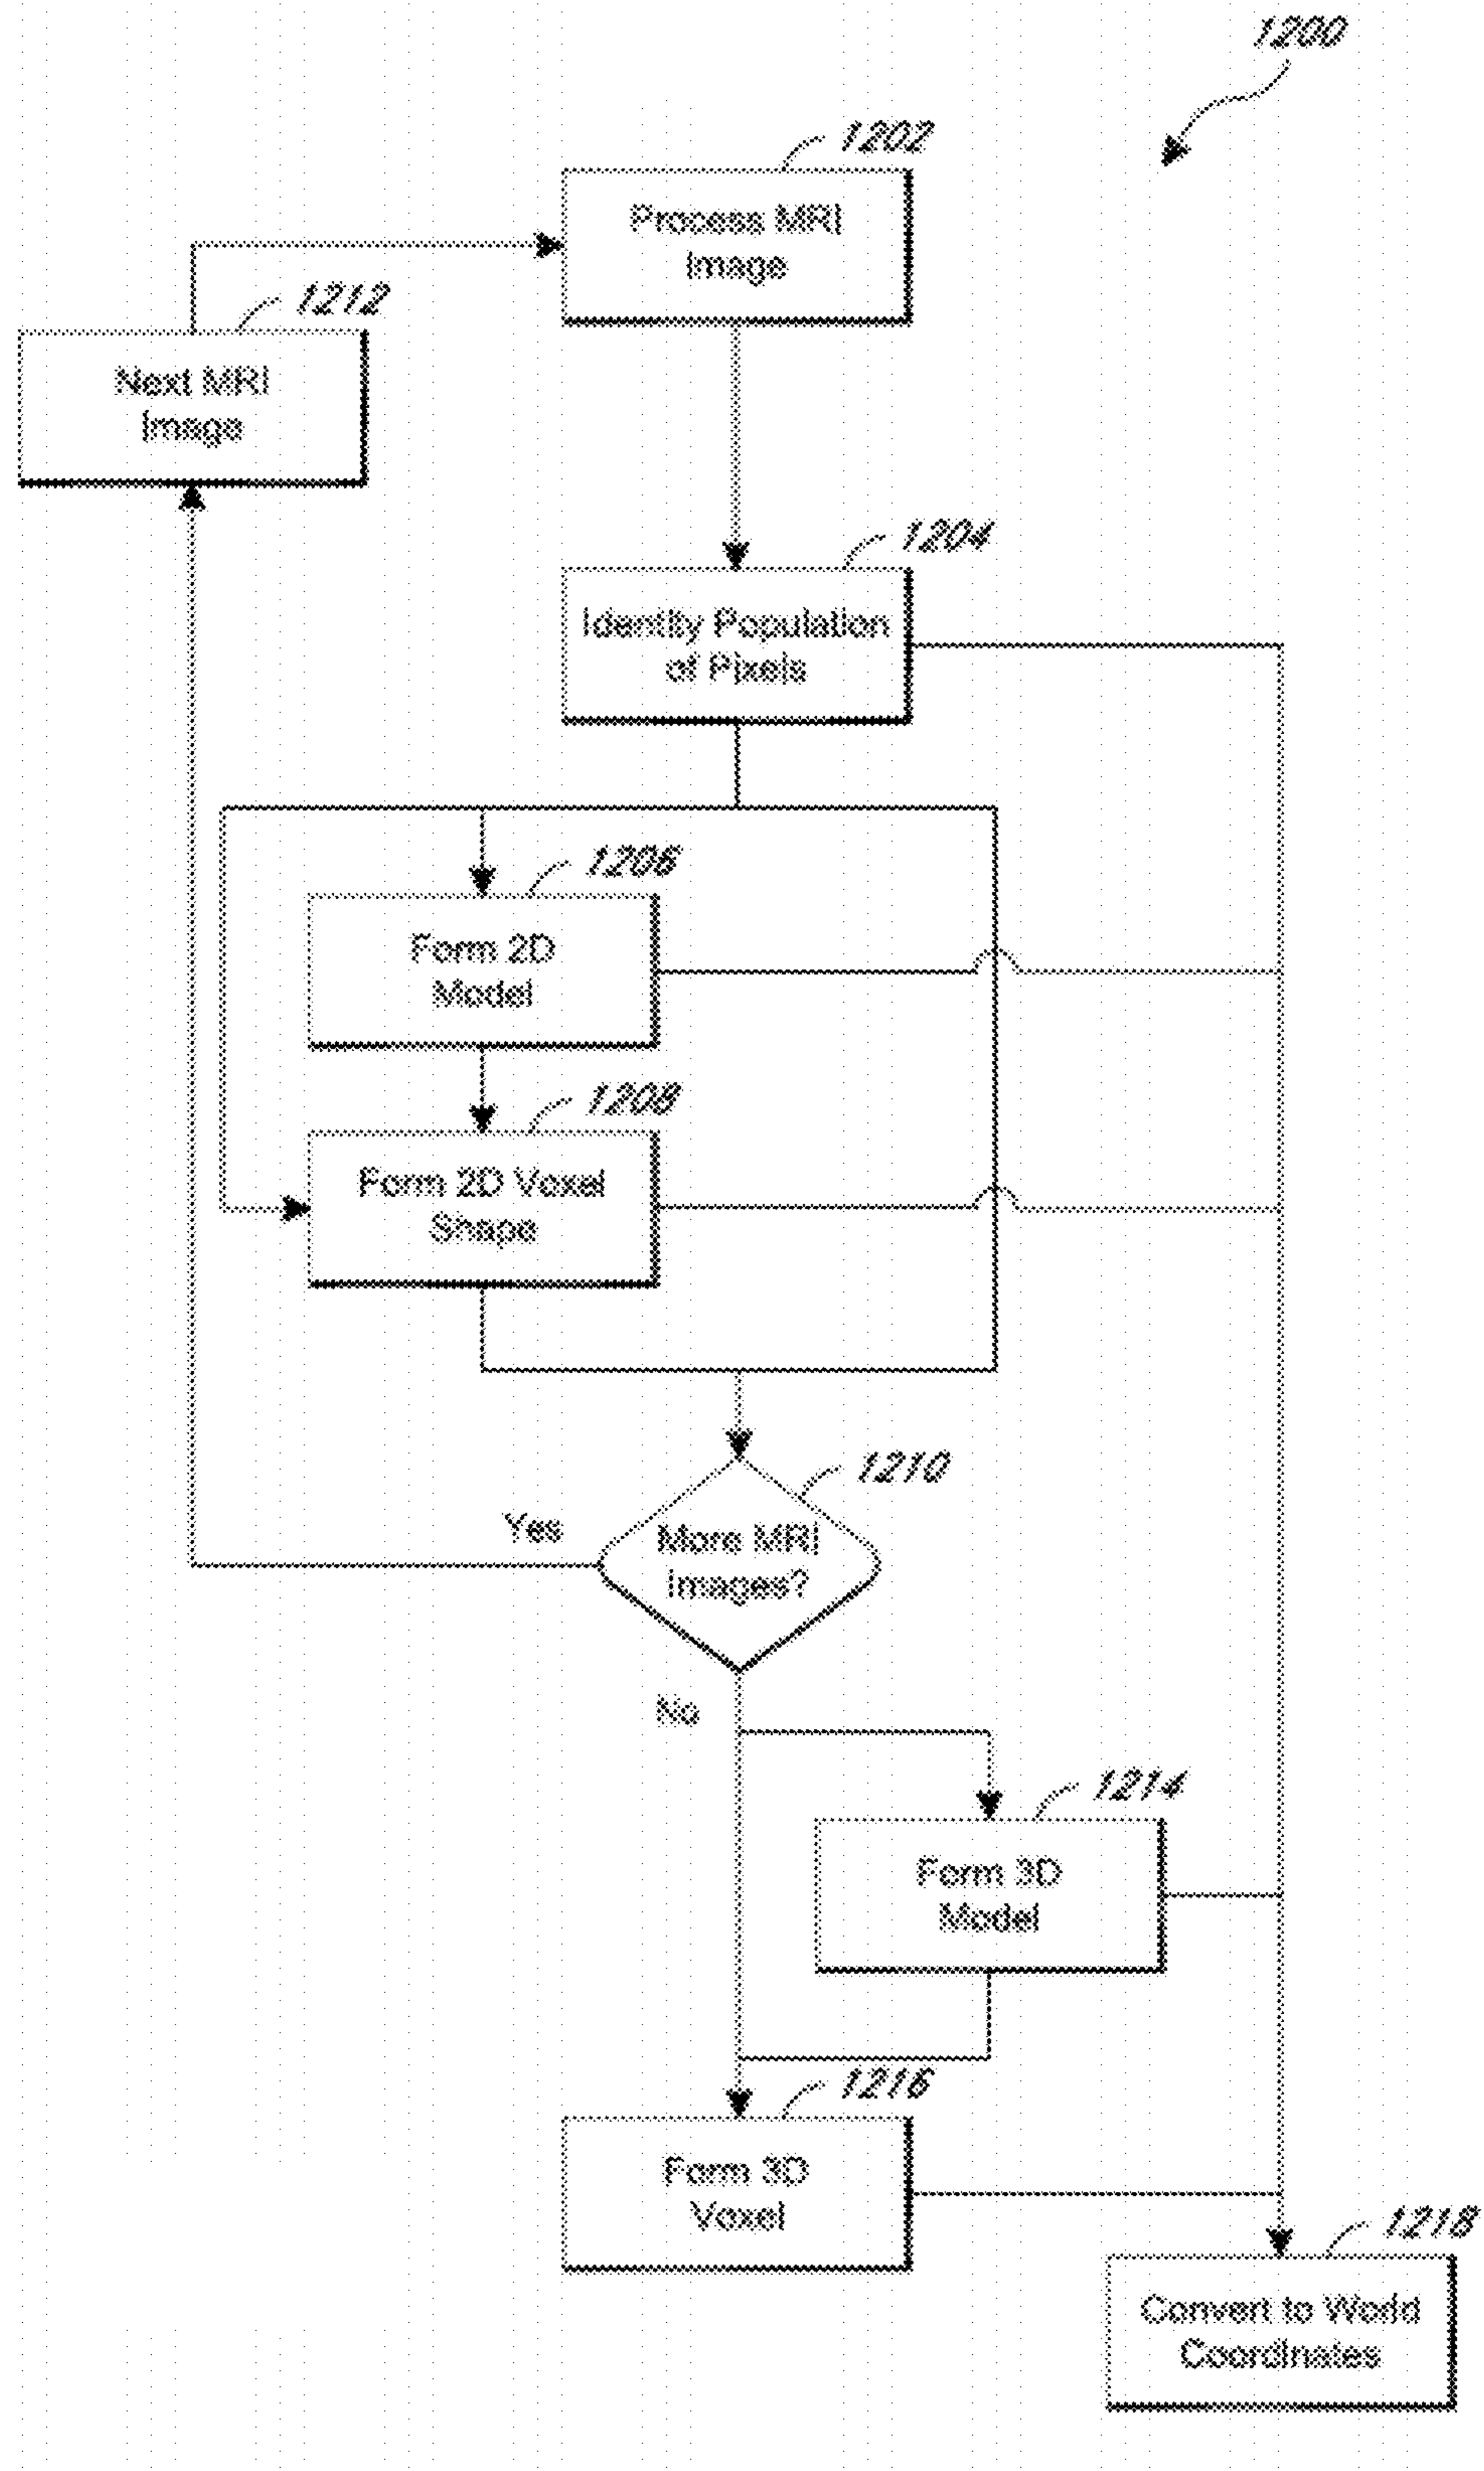 1200
1202
Process MRI
Image
1212
Next MRI
Image
1204
Identity Population
of Pixels
1206
Form 2D
Model
1208
Form 2D Voxel
Shape
1210
Yes
More MRI
Images?
No
1214
Form 3D
Model
1216
Form 3D
Voxel
1218
Convert to World
Coordinates